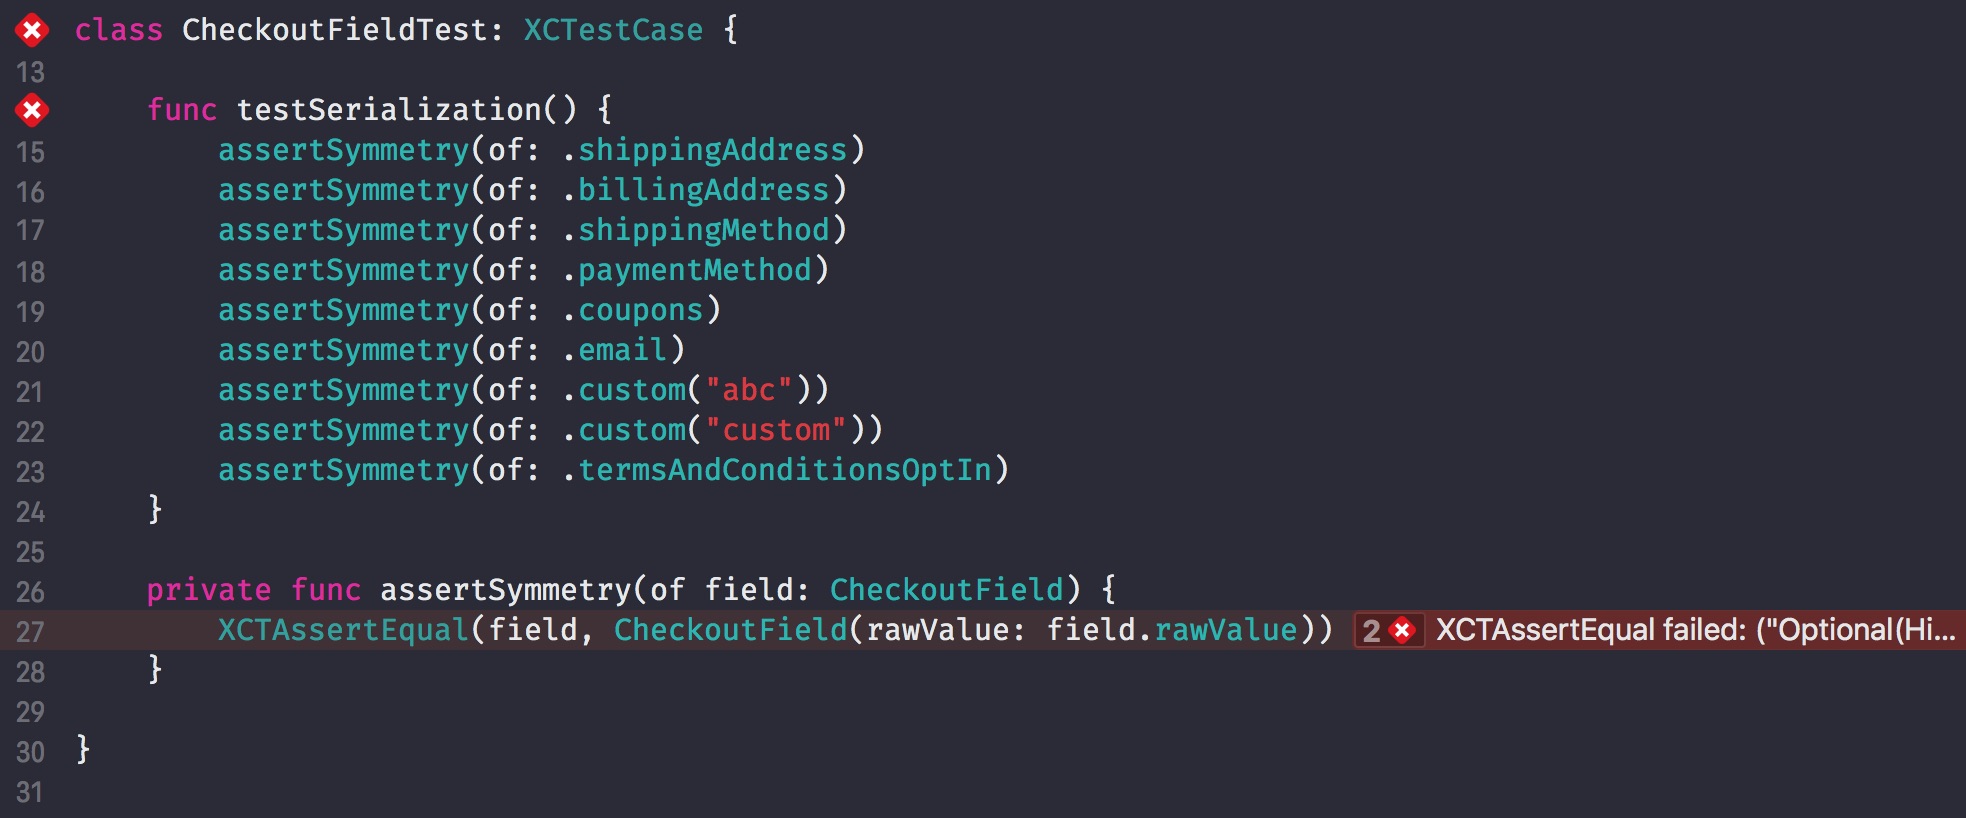 class CheckoutFieldTest: XCTestCase {
13
func testSerialization() {
15 assertSymmetry(of: .shippingAddress)
16 assertSymmetry(of: .billingAddress)
17 assertSymmetry(of: .shippingMethod)
18 assertSymmetry(of: .paymentMethod)
19 assertSymmetry(of: .coupons)
20 assertSymmetry(of: .email)
21 assertSymmetry(of: .custom("abc"))
22 assertSymmetry(of: .custom("custom"))
23 assertSymmetry(of: .termsAndConditionsOptIn)
24 }
25
26 private func assertSymmetry(of field: CheckoutField) {
27 XCTAssertEqual(field, CheckoutField(rawValue: field.rawValue)) 2 XCTAssertEqual failed: ("Optional(Hi...
28 }
29
30 }
31